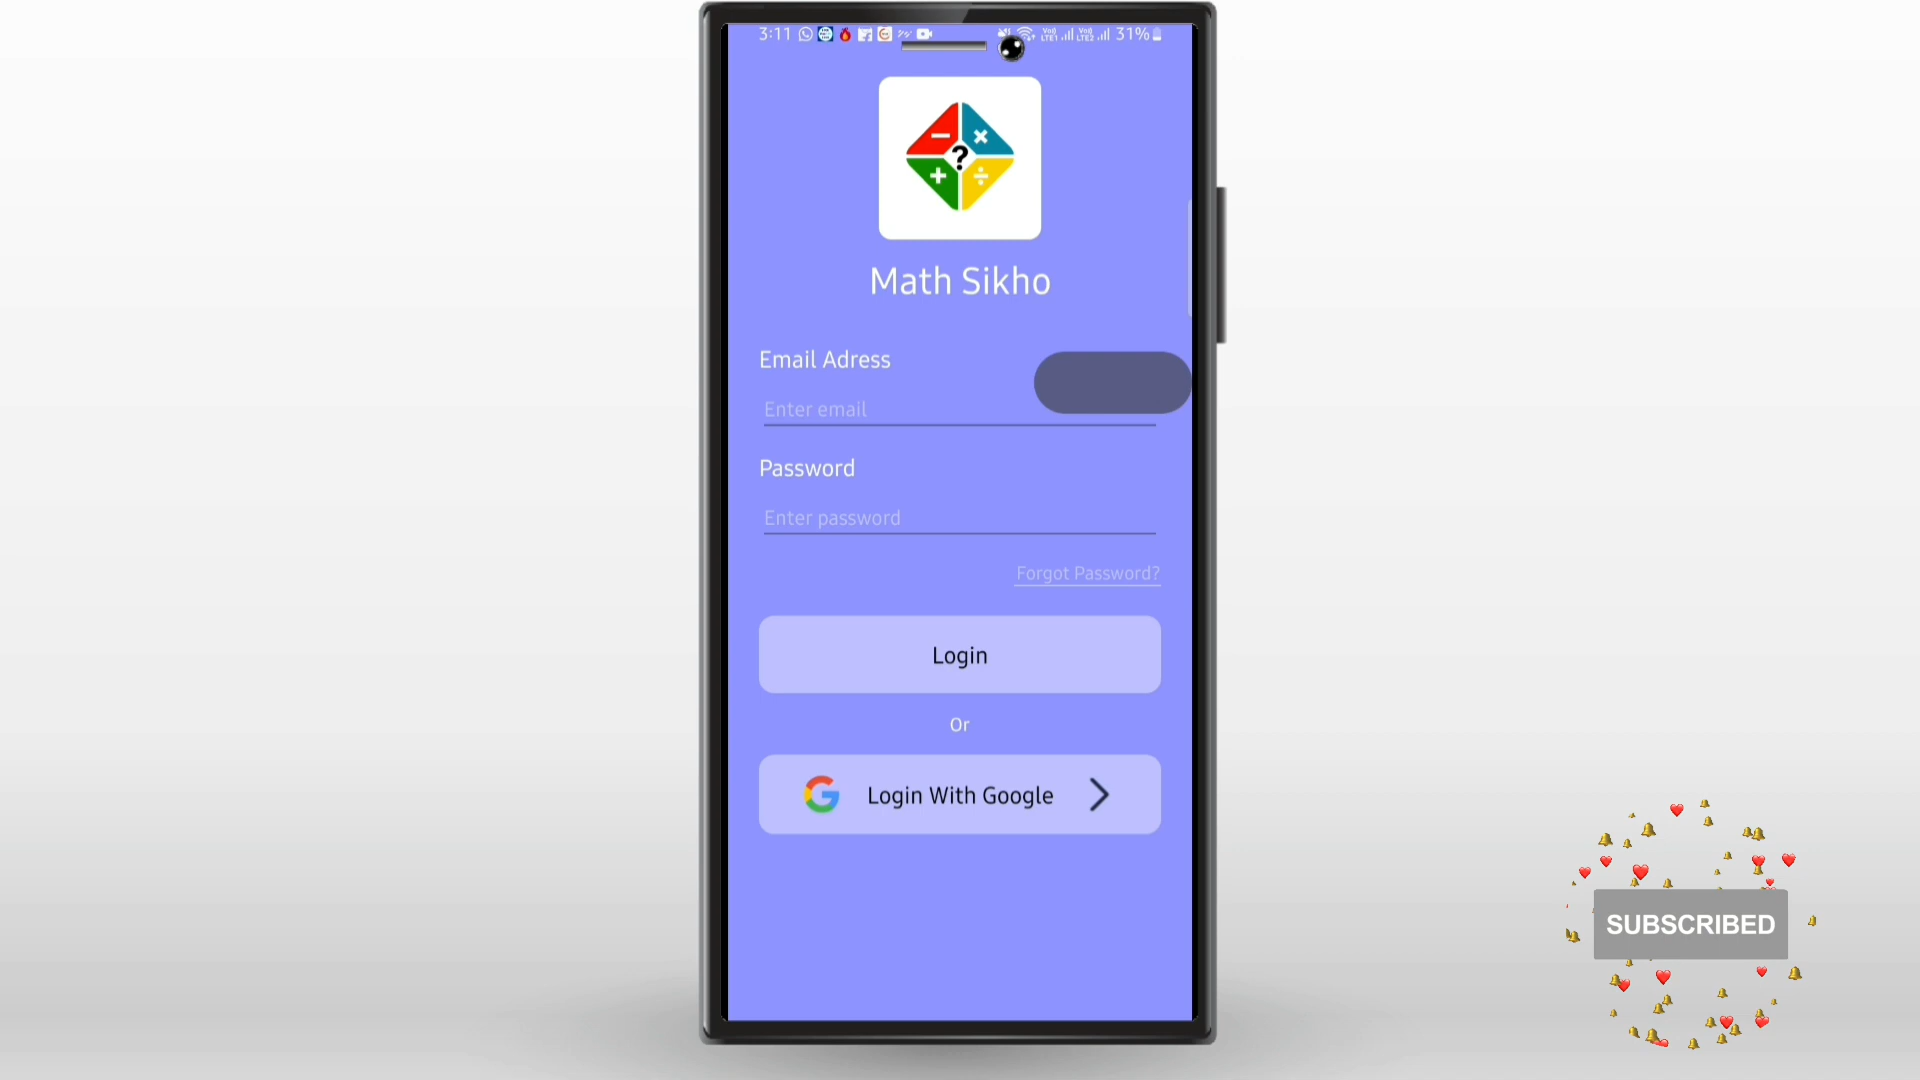 3:11 31%
Math Sikho
Email Adress
Enter email
Password
Enter password
Forgot Password?
Login
Or
Login With Google
SUBSCRIBED